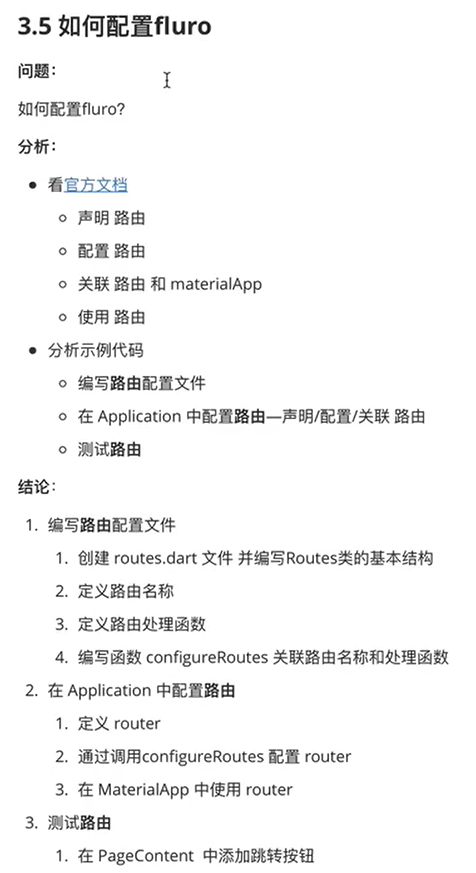 3.5 如何配置fluro
问题：
如何配置fluro?
分析：
看官方文档
声明 路由
配置 路由
关联 路由 和 materialApp
使用 路由
分析示例代码
编写路由配置文件
在 Application 中配置路由—声明/配置/关联 路由
测试路由
结论：
1. 编写路由配置文件
1. 创建 routes.dart 文件 并编写Routes类的基本结构
2. 定义路由名称
3. 定义路由处理函数
4. 编写函数 configureRoutes 关联路由名称和处理函数
2. 在 Application 中配置路由
1. 定义 router
2. 通过调用configureRoutes 配置 router
3. 在 MaterialApp 中使用 router
3. 测试路由
1. 在 PageContent 中添加跳转按钮